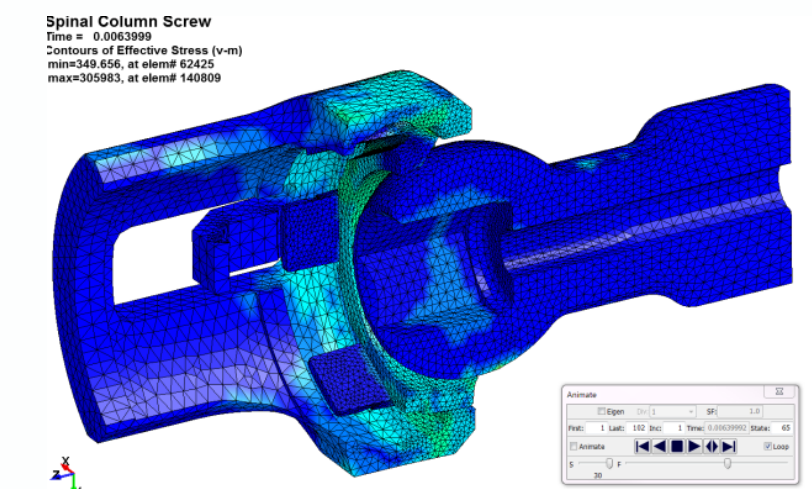 Spinal Column Screw
Time = 0.0063999
Contours of Effective Stress (v-m)
min=349.656, at elem# 62425
max=305983, at elem# 140809
Animate
Eigen Div: 1 SF: 1.0
First: 1 Last: 102 Inc: 1 Time: 0.00639992 State: 65
Animate Loop
S F
30
X
Z
Y